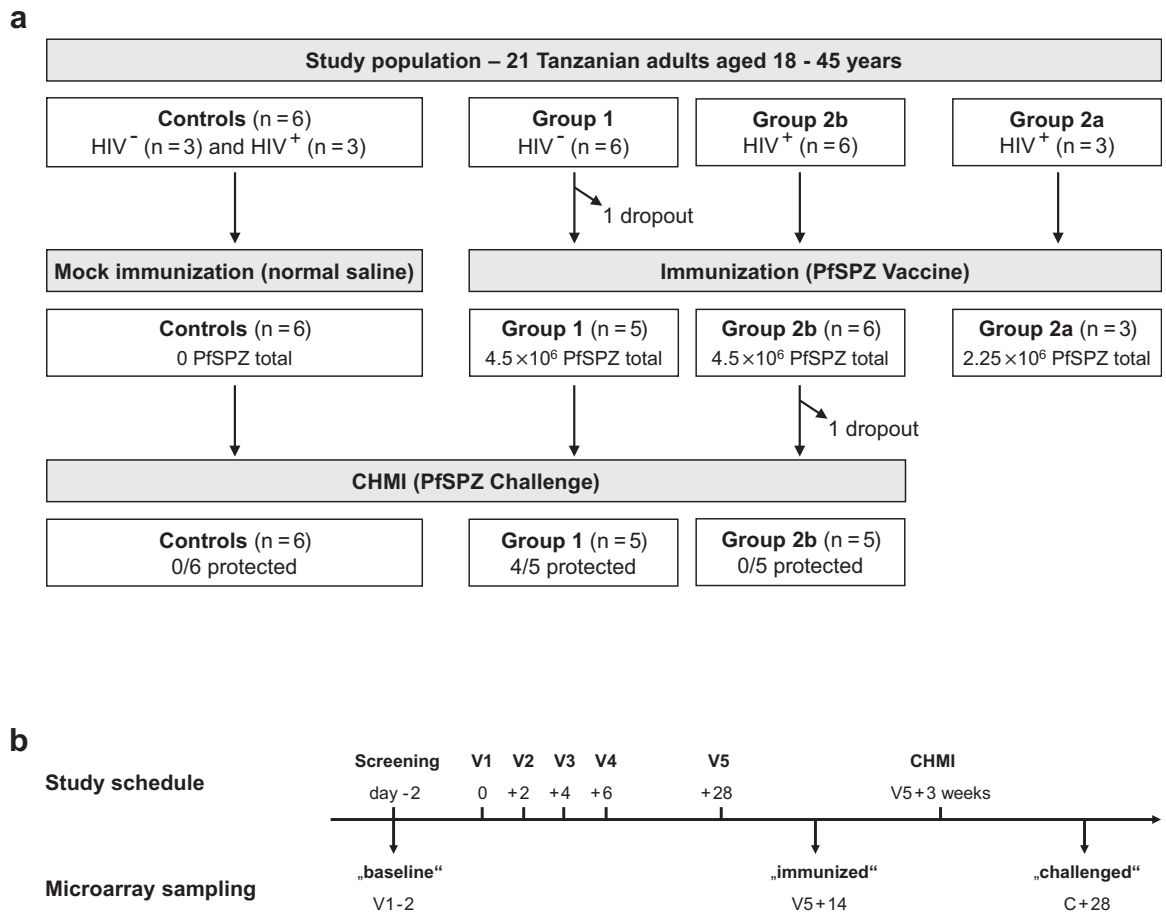 a
Study population – 21 Tanzanian adults aged 18 - 45 years
Controls (n = 6)
HIV⁻ (n = 3) and HIV⁺ (n = 3)
Group 1
HIV⁻ (n = 6)
Group 2b
HIV⁺ (n = 6)
Group 2a
HIV⁺ (n = 3)
1 dropout
Mock immunization (normal saline)
Immunization (PfSPZ Vaccine)
Controls (n = 6)
0 PfSPZ total
Group 1 (n = 5)
4.5 × 10⁶ PfSPZ total
Group 2b (n = 6)
4.5 × 10⁶ PfSPZ total
Group 2a (n = 3)
2.25 × 10⁶ PfSPZ total
1 dropout
CHMI (PfSPZ Challenge)
Controls (n = 6)
0/6 protected
Group 1 (n = 5)
4/5 protected
Group 2b (n = 5)
0/5 protected
b
Study schedule
Screening V1 V2 V3 V4 V5 CHMI
day -2 0 +2 +4 +6 +28 V5+3 weeks
Microarray sampling
„baseline“ „immunized“ „challenged“
V1-2 V5+14 C+28